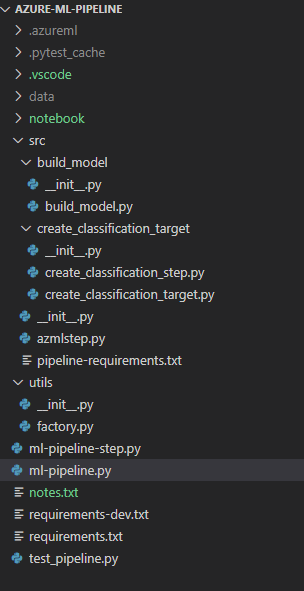 AZURE-ML-PIPELINE
.azureml
.pytest_cache
.vscode
data
notebook
src
build_model
__init__.py
build_model.py
create_classification_target
__init__.py
create_classification_step.py
create_classification_target.py
__init__.py
azmlstep.py
pipeline-requirements.txt
utils
__init__.py
factory.py
ml-pipeline-step.py
ml-pipeline.py
notes.txt
requirements-dev.txt
requirements.txt
test_pipeline.py